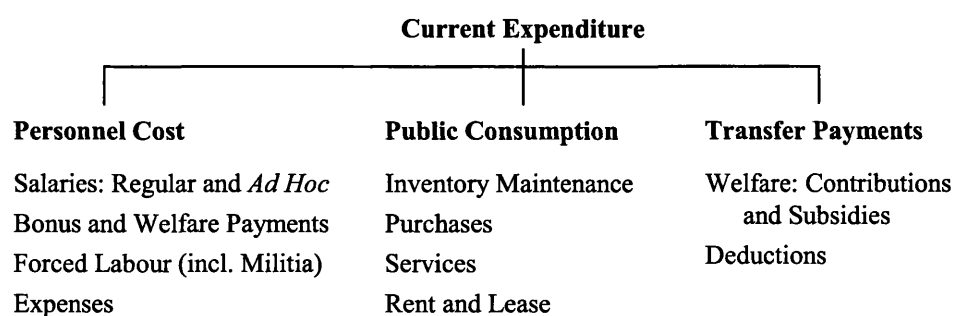 Current Expenditure
Personnel Cost
Salaries: Regular and Ad Hoc
Bonus and Welfare Payments
Forced Labour (incl. Militia)
Expenses
Public Consumption
Inventory Maintenance
Purchases
Services
Rent and Lease
Transfer Payments
Welfare: Contributions
and Subsidies
Deductions